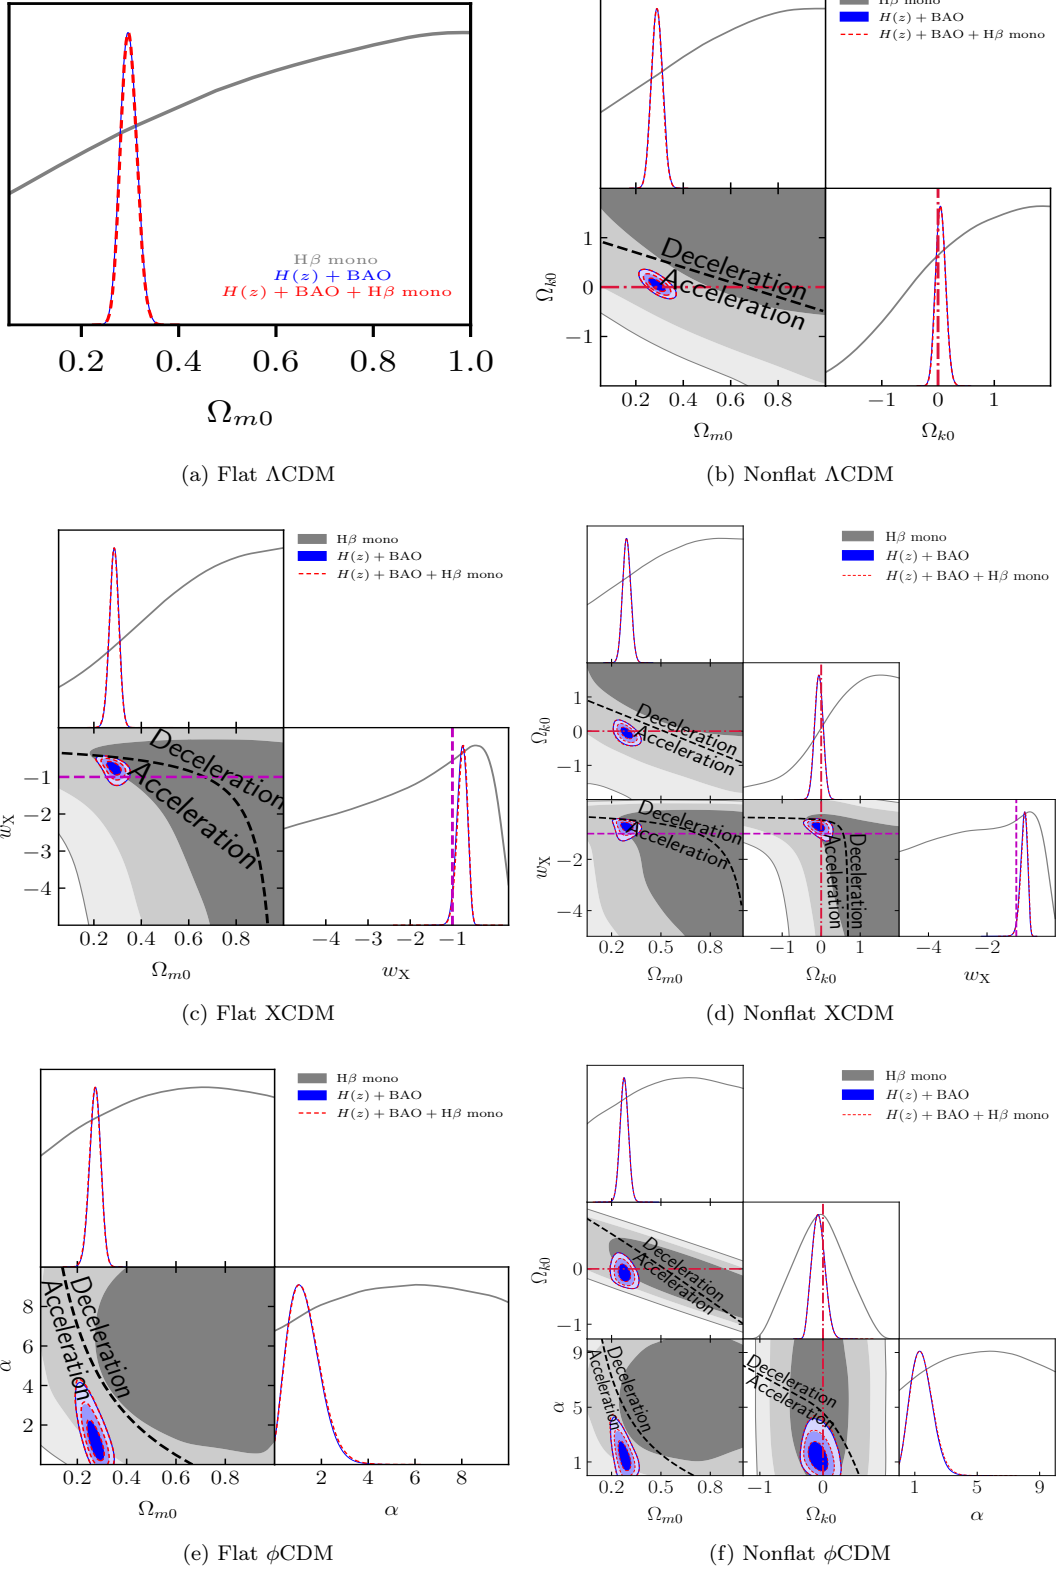 Hβ mono
H(z) + BAO
H(z) + BAO + Hβ mono
0.2 0.4 0.6 0.8 1.0
Ωm0
(a) Flat ΛCDM
Hβ mono
H(z) + BAO
H(z) + BAO + Hβ mono
Deceleration
Acceleration
1
0
−1
Ωk0
0.2 0.4 0.6 0.8
Ωm0
−1 0 1
Ωk0
(b) Nonflat ΛCDM
Hβ mono
H(z) + BAO
H(z) + BAO + Hβ mono
Deceleration
Acceleration
−1
−2
−3
−4
wX
0.2 0.4 0.6 0.8
Ωm0
−4 −3 −2 −1
wX
(c) Flat XCDM
Hβ mono
H(z) + BAO
H(z) + BAO + Hβ mono
Deceleration
Acceleration
1
0
−1
Ωk0
Deceleration
Acceleration
Acceleration
Deceleration
−2
−4
wX
0.2 0.5 0.8
Ωm0
−1 0 1
Ωk0
−4 −2
wX
(d) Nonflat XCDM
Hβ mono
H(z) + BAO
H(z) + BAO + Hβ mono
Deceleration
Acceleration
8
6
4
2
α
0.2 0.4 0.6 0.8
Ωm0
2 4 6 8
α
(e) Flat ϕCDM
Hβ mono
H(z) + BAO
H(z) + BAO + Hβ mono
Deceleration
Acceleration
0
−1
Ωk0
Deceleration
Acceleration
Deceleration
Acceleration
9
5
1
α
0.2 0.5 0.8
Ωm0
−1 0
Ωk0
1 5 9
α
(f) Nonflat ϕCDM